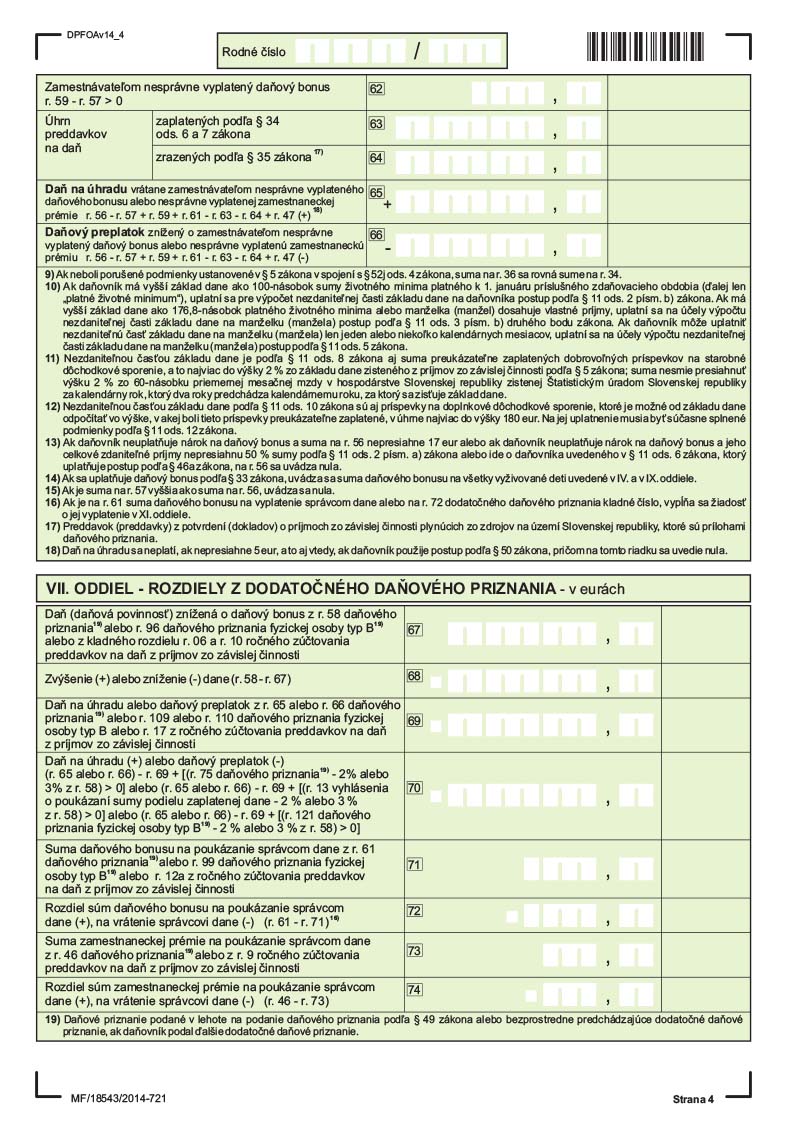 DPFOAv14_4
Rodné číslo /
Zamestnávateľom nesprávne vyplatený daňový bonus
r. 59 - r. 57 > 0
62
,
Úhrn
preddavkov
na daň
zaplatených podľa § 34
ods. 6 a 7 zákona
63
,
zrazených podľa § 35 zákona 17)
64
,
Daň na úhradu vrátane zamestnávateľom nesprávne vyplateného
daňového bonusu alebo nesprávne vyplatenej zamestnaneckej
prémie r. 56 - r. 57 + r. 59 + r. 61 - r. 63 - r. 64 + r. 47 (+) 18)
65
+
,
Daňový preplatok znížený o zamestnávateľom nesprávne
vyplatený daňový bonus alebo nesprávne vyplatenú zamestnaneckú
prémiu r. 56 - r. 57 + r. 59 + r. 61 - r. 63 - r. 64 + r. 47 (-)
66
-
,
9) Ak neboli porušené podmienky ustanovené v § 5 zákona v spojení s § 52j ods. 4 zákona, suma na r. 36 sa rovná sume na r. 34.
10) Ak daňovník má vyšší základ dane ako 100-násobok sumy životného minima platného k 1. januáru príslušného zdaňovacieho obdobia (ďalej len
„platné životné minimum“), uplatní sa pre výpočet nezdaniteľnej časti základu dane na daňovníka postup podľa § 11 ods. 2 písm. b) zákona. Ak má
vyšší základ dane ako 176,8-násobok platného životného minima alebo manželka (manžel) dosahuje vlastné príjmy, uplatní sa na účely výpočtu
nezdaniteľnej časti základu dane na manželku (manžela) postup podľa § 11 ods. 3 písm. b) druhého bodu zákona. Ak daňovník môže uplatniť
nezdaniteľnú časť základu dane na manželku (manžela) len jeden alebo niekoľko kalendárnych mesiacov, uplatní sa na účely výpočtu nezdaniteľnej
časti základu dane na manželku (manžela) postup podľa § 11 ods. 5 zákona.
11) Nezdaniteľnou časťou základu dane je podľa § 11 ods. 8 zákona aj suma preukázateľne zaplatených dobrovoľných príspevkov na starobné
dôchodkové sporenie, a to najviac do výšky 2 % zo základu dane zisteného z príjmov zo závislej činnosti podľa § 5 zákona; suma nesmie presiahnuť
výšku 2 % zo 60-násobku priemernej mesačnej mzdy v hospodárstve Slovenskej republiky zistenej Štatistickým úradom Slovenskej republiky
za kalendárny rok, ktorý dva roky predchádza kalendárnemu roku, za ktorý sa zisťuje základ dane.
12) Nezdaniteľnou časťou základu dane podľa § 11 ods. 10 zákona sú aj príspevky na doplnkové dôchodkové sporenie, ktoré je možné od základu dane
odpočítať vo výške, v akej boli tieto príspevky preukázateľne zaplatené, v úhrne najviac do výšky 180 eur. Na jej uplatnenie musia byť súčasne splnené
podmienky podľa § 11 ods. 12 zákona.
13) Ak daňovník neuplatňuje nárok na daňový bonus a suma na r. 56 nepresiahne 17 eur alebo ak daňovník neuplatňuje nárok na daňový bonus a jeho
celkové zdaniteľné príjmy nepresiahnu 50 % sumy podľa § 11 ods. 2 písm. a) zákona alebo ide o daňovníka uvedeného v § 11 ods. 6 zákona, ktorý
uplatňuje postup podľa § 46a zákona, na r. 56 sa uvádza nula.
14) Ak sa uplatňuje daňový bonus podľa § 33 zákona, uvádza sa suma daňového bonusu na všetky vyživované deti uvedené v IV. a v IX. oddiele.
15) Ak je suma na r. 57 vyššia ako suma na r. 56, uvádza sa nula.
16) Ak je na r. 61 suma daňového bonusu na vyplatenie správcom dane alebo na r. 72 dodatočného daňového priznania kladné číslo, vypĺňa sa žiadosť
o jej vyplatenie v XI. oddiele.
17) Preddavok (preddavky) z potvrdení (dokladov) o príjmoch zo závislej činnosti plynúcich zo zdrojov na území Slovenskej republiky, ktoré sú prílohami
daňového priznania.
18) Daň na úhradu sa neplatí, ak nepresiahne 5 eur, a to aj vtedy, ak daňovník použije postup podľa § 50 zákona, pričom na tomto riadku sa uvedie nula.
VII. ODDIEL - ROZDIELY Z DODATOČNÉHO DAŇOVÉHO PRIZNANIA - v eurách
Daň (daňová povinnosť) znížená o daňový bonus z r. 58 daňového
priznania19) alebo r. 96 daňového priznania fyzickej osoby typ B19)
alebo z kladného rozdielu r. 06 a r. 10 ročného zúčtovania
preddavkov na daň z príjmov zo závislej činnosti
67
,
Zvýšenie (+) alebo zníženie (-) dane (r. 58 - r. 67)
68
,
Daň na úhradu alebo daňový preplatok z r. 65 alebo r. 66 daňového
priznania19) alebo r. 109 alebo r. 110 daňového priznania fyzickej
osoby typ B alebo r. 17 z ročného zúčtovania preddavkov na daň
z príjmov zo závislej činnosti
69
,
Daň na úhradu (+) alebo daňový preplatok (-)
(r. 65 alebo r. 66) - r. 69 + [(r. 75 daňového priznania19) - 2% alebo
3% z r. 58) > 0] alebo (r. 65 alebo r. 66) - r. 69 + [(r. 13 vyhlásenia
o poukázaní sumy podielu zaplatenej dane - 2 % alebo 3 %
z r. 58) > 0] alebo (r. 65 alebo r. 66) - r. 69 + [(r. 121 daňového
priznania fyzickej osoby typ B19) - 2 % alebo 3 % z r. 58) > 0]
70
,
Suma daňového bonusu na poukázanie správcom dane z r. 61
daňového priznania19) alebo r. 99 daňového priznania fyzickej
osoby typ B19) alebo r. 12a z ročného zúčtovania preddavkov
na daň z príjmov zo závislej činnosti
71
,
Rozdiel súm daňového bonusu na poukázanie správcom
dane (+), na vrátenie správcovi dane (-) (r. 61 - r. 71)16)
72
,
Suma zamestnaneckej prémie na poukázanie správcom dane
z r. 46 daňového priznania19) alebo z r. 9 ročného zúčtovania
preddavkov na daň z príjmov zo závislej činnosti
73
,
Rozdiel súm zamestnaneckej prémie na poukázanie správcom
dane (+), na vrátenie správcovi dane (-) (r. 46 - r. 73)
74
,
19) Daňové priznanie podané v lehote na podanie daňového priznania podľa § 49 zákona alebo bezprostredne predchádzajúce dodatočné daňové
priznanie, ak daňovník podal ďalšie dodatočné daňové priznanie.
MF/18543/2014-721
Strana 4